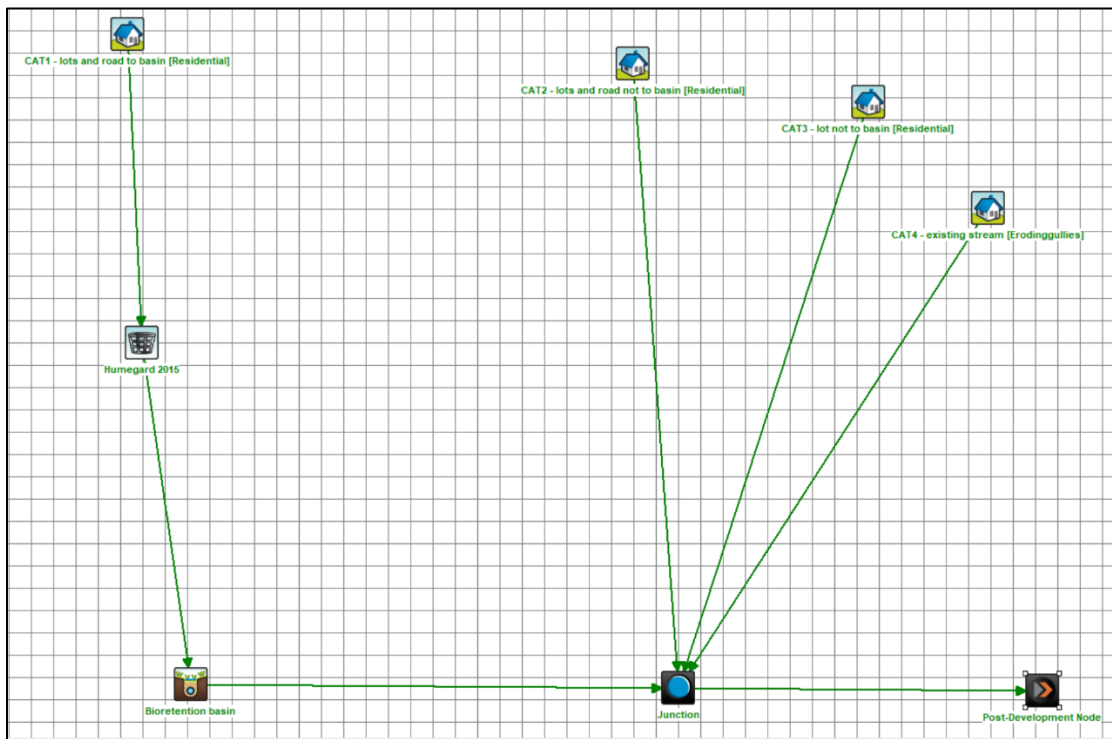 CAT1 - lots and road to basin [Residential]
CAT2 - lots and road not to basin [Residential]
CAT3 - lot not to basin [Residential]
CAT4 - existing stream [Erodinggullies]
Humegard 2015
Bioretention basin
Junction
Post-Development Node